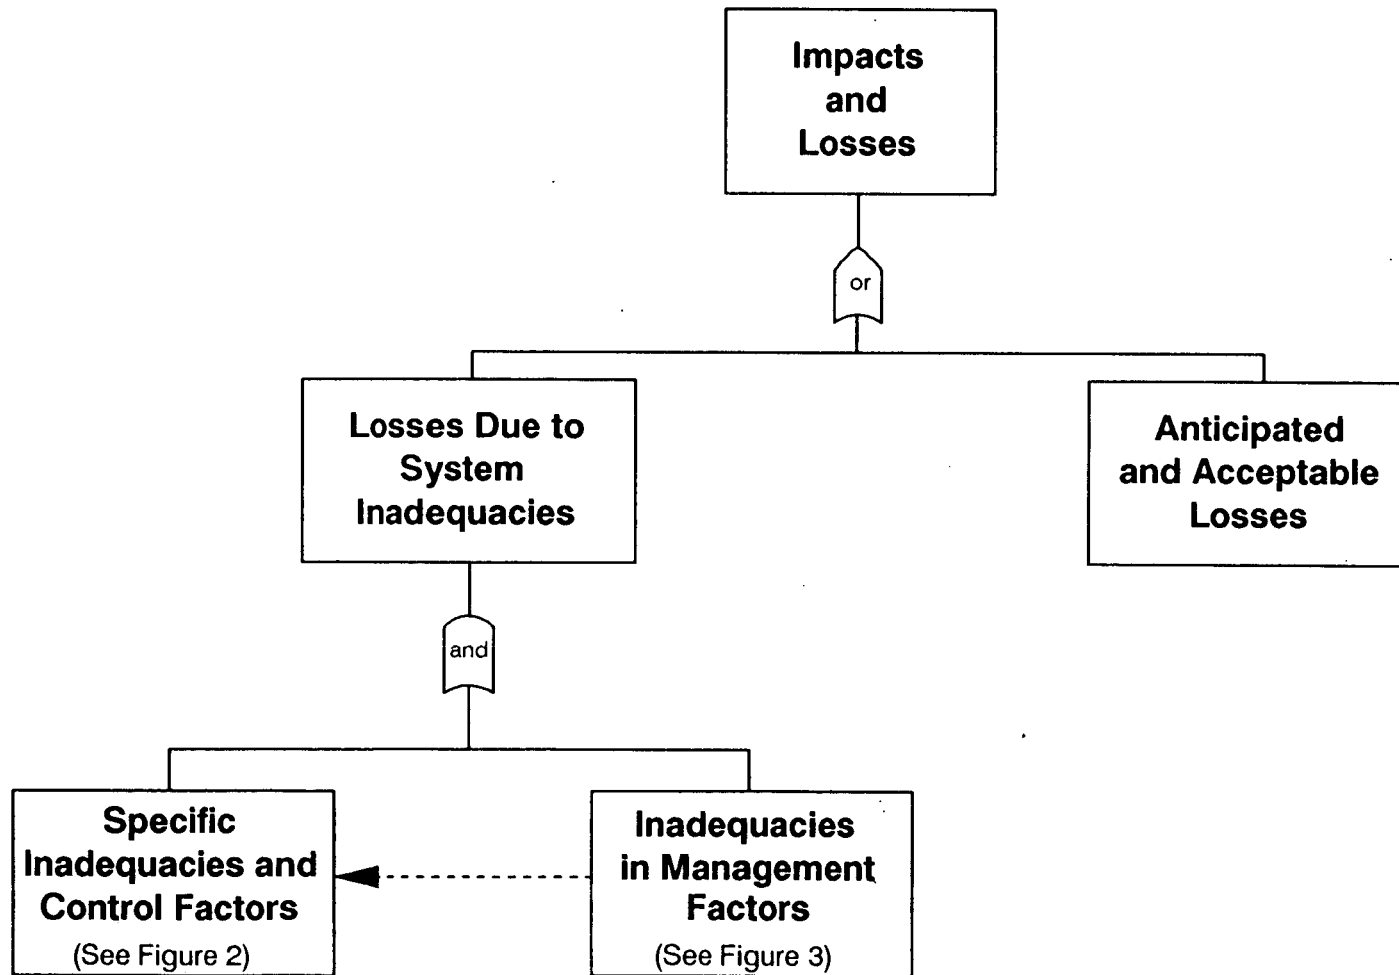 Impacts
and
Losses
or
Losses Due to
System
Inadequacies
Anticipated
and Acceptable
Losses
and
Specific
Inadequacies and
Control Factors
(See Figure 2)
Inadequacies
in Management
Factors
(See Figure 3)